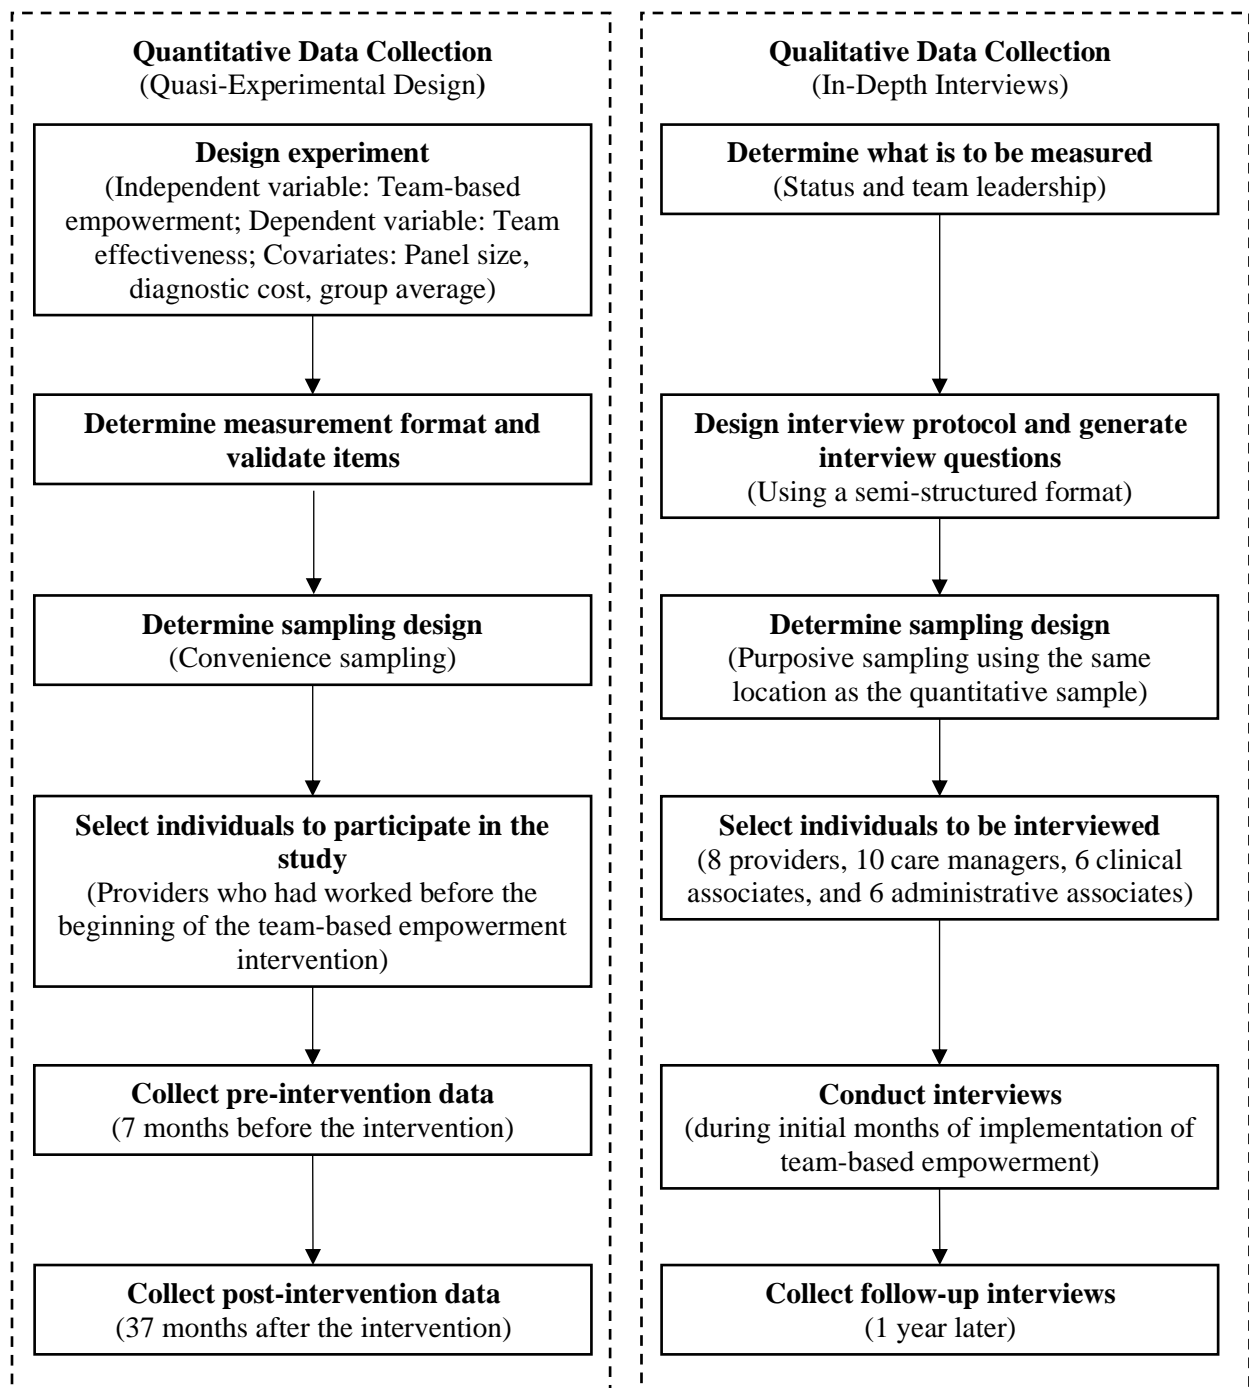 Quantitative Data Collection
(Quasi-Experimental Design)
Design experiment
(Independent variable: Team-based
empowerment; Dependent variable: Team
effectiveness; Covariates: Panel size,
diagnostic cost, group average)
Determine measurement format and
validate items
Determine sampling design
(Convenience sampling)
Select individuals to participate in the
study
(Providers who had worked before the
beginning of the team-based empowerment
intervention)
Collect pre-intervention data
(7 months before the intervention)
Collect post-intervention data
(37 months after the intervention)
Qualitative Data Collection
(In-Depth Interviews)
Determine what is to be measured
(Status and team leadership)
Design interview protocol and generate
interview questions
(Using a semi-structured format)
Determine sampling design
(Purposive sampling using the same
location as the quantitative sample)
Select individuals to be interviewed
(8 providers, 10 care managers, 6 clinical
associates, and 6 administrative associates)
Conduct interviews
(during initial months of implementation of
team-based empowerment)
Collect follow-up interviews
(1 year later)